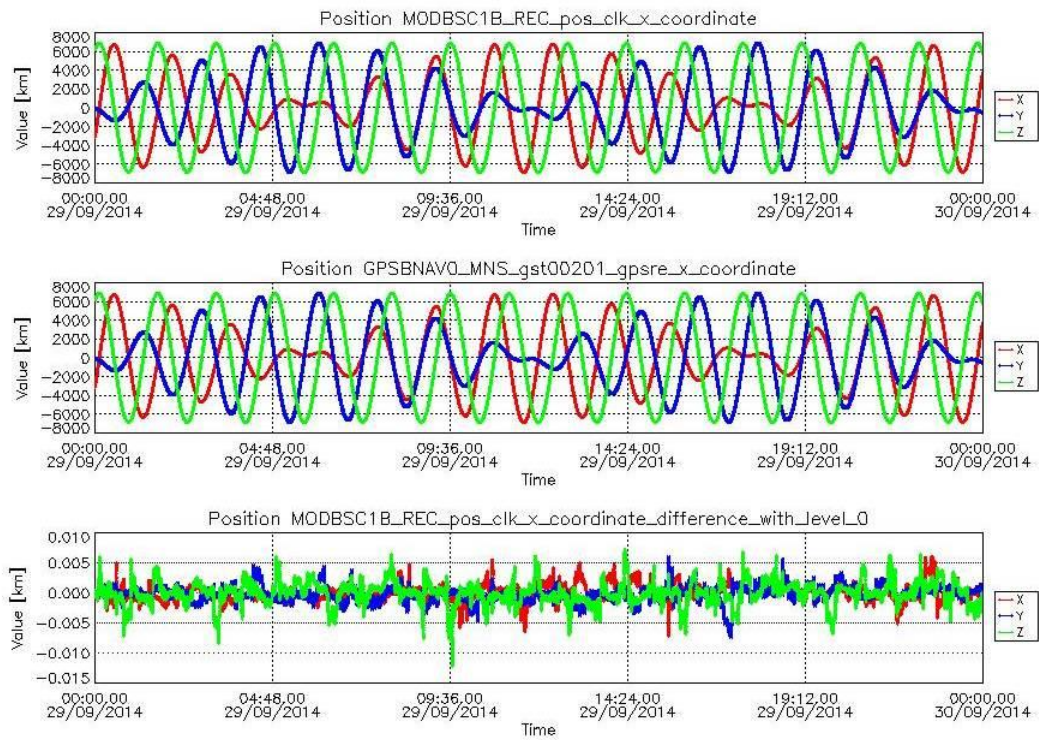 Position MODBSC1B_REC_pos_clk_x_coordinate
8000
6000
4000
2000
0
-2000
-4000
-6000
-8000
Value [km]
X
Y
Z
00:00.00 04:48.00 09:36.00 14:24.00 19:12.00 00:00.00
29/09/2014 29/09/2014 29/09/2014 29/09/2014 29/09/2014 30/09/2014
Time
Position GPSBNAV0_MNS_gst00201_gpsre_x_coordinate
8000
6000
4000
2000
0
-2000
-4000
-6000
-8000
Value [km]
X
Y
Z
00:00.00 04:48.00 09:36.00 14:24.00 19:12.00 00:00.00
29/09/2014 29/09/2014 29/09/2014 29/09/2014 29/09/2014 30/09/2014
Time
Position MODBSC1B_REC_pos_clk_x_coordinate_difference_with_level_0
0.010
0.005
0.000
-0.005
-0.010
-0.015
Value [km]
X
Y
Z
00:00.00 04:48.00 09:36.00 14:24.00 19:12.00 00:00.00
29/09/2014 29/09/2014 29/09/2014 29/09/2014 29/09/2014 30/09/2014
Time